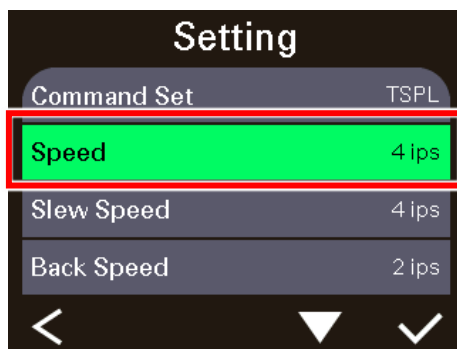 Setting
Command Set TSPL
Speed 4 ips
Slew Speed 4 ips
Back Speed 2 ips